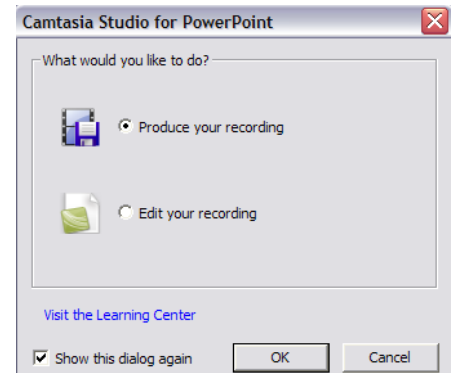 Camtasia Studio for PowerPoint
What would you like to do?
Produce your recording
Edit your recording
Visit the Learning Center
Show this dialog again
OK
Cancel